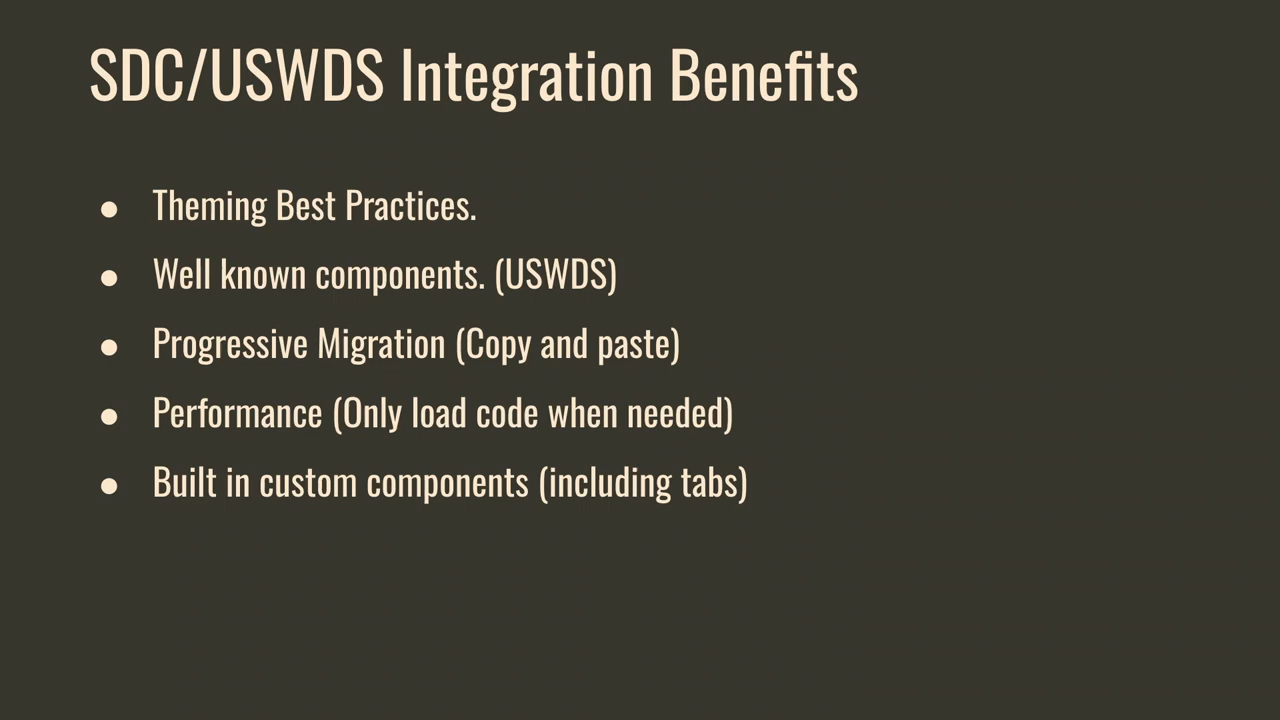 SDC/USWDS Integration Benefits
● Theming Best Practices.
● Well known components. (USWDS)
● Progressive Migration (Copy and paste)
● Performance (Only load code when needed)
● Built in custom components (including tabs)